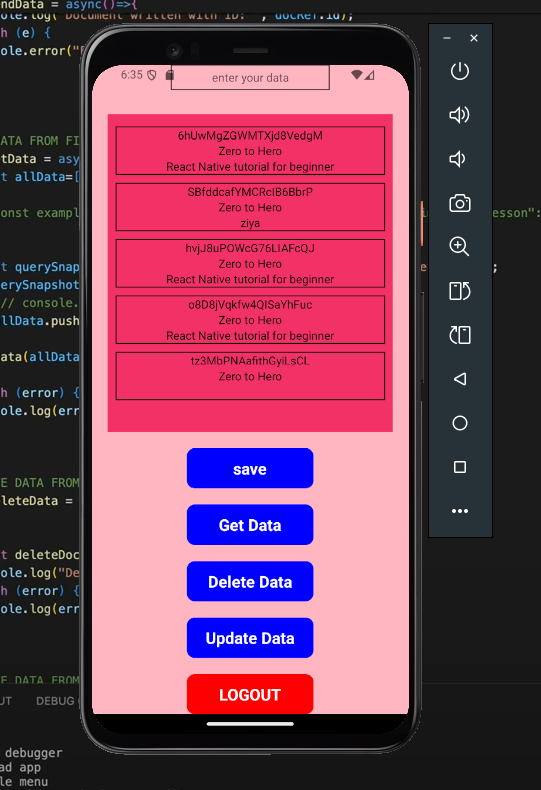 endData = async()=>{
ole.log("Document written with ID: ", docRef.id);
h (e) {
ole.error("
ATA FROM FI
tData = asy
t allData=[
onst exampl
esson":
t querySnap
erySnapshot
// console.
llData.push
ata(allData
h (error) {
ole.log(err
E DATA FROM
leteData =
t deleteDoc
ole.log("De
h (error) {
ole.log(err
E DATA FROM
UT DEBUG
debugger
ad app
le menu
6:35
enter your data
6hUwMgZGWMTXjd8VedgM
Zero to Hero
React Native tutorial for beginner
SBfddcafYMCRcIB6BbrP
Zero to Hero
ziya
hvjJ8uPOWcG76LIAFcQJ
Zero to Hero
React Native tutorial for beginner
o8D8jVqkfw4QISaYhFuc
Zero to Hero
React Native tutorial for beginner
tz3MbPNAafithGyiLsCL
Zero to Hero
save
Get Data
Delete Data
Update Data
LOGOUT